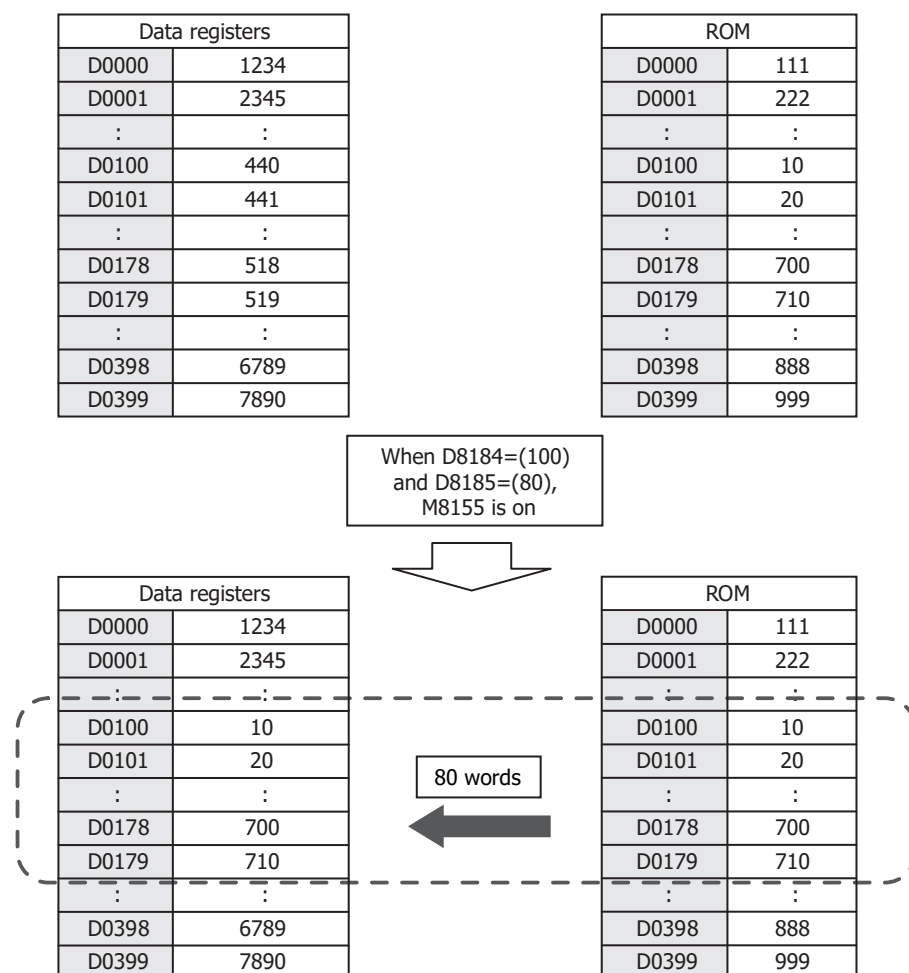 Data registers ROM
D0000 1234 D0000 111
D0001 2345 D0001 222
: : : :
D0100 440 D0100 10
D0101 441 D0101 20
: : : :
D0178 518 D0178 700
D0179 519 D0179 710
: : : :
D0398 6789 D0398 888
D0399 7890 D0399 999
When D8184=(100)
and D8185=(80),
M8155 is on
Data registers ROM
D0000 1234 D0000 111
D0001 2345 D0001 222
: : : :
D0100 10 D0100 10
D0101 20 D0101 20
80 words
: : : :
D0178 700 D0178 700
D0179 710 D0179 710
: : : :
D0398 6789 D0398 888
D0399 7890 D0399 999